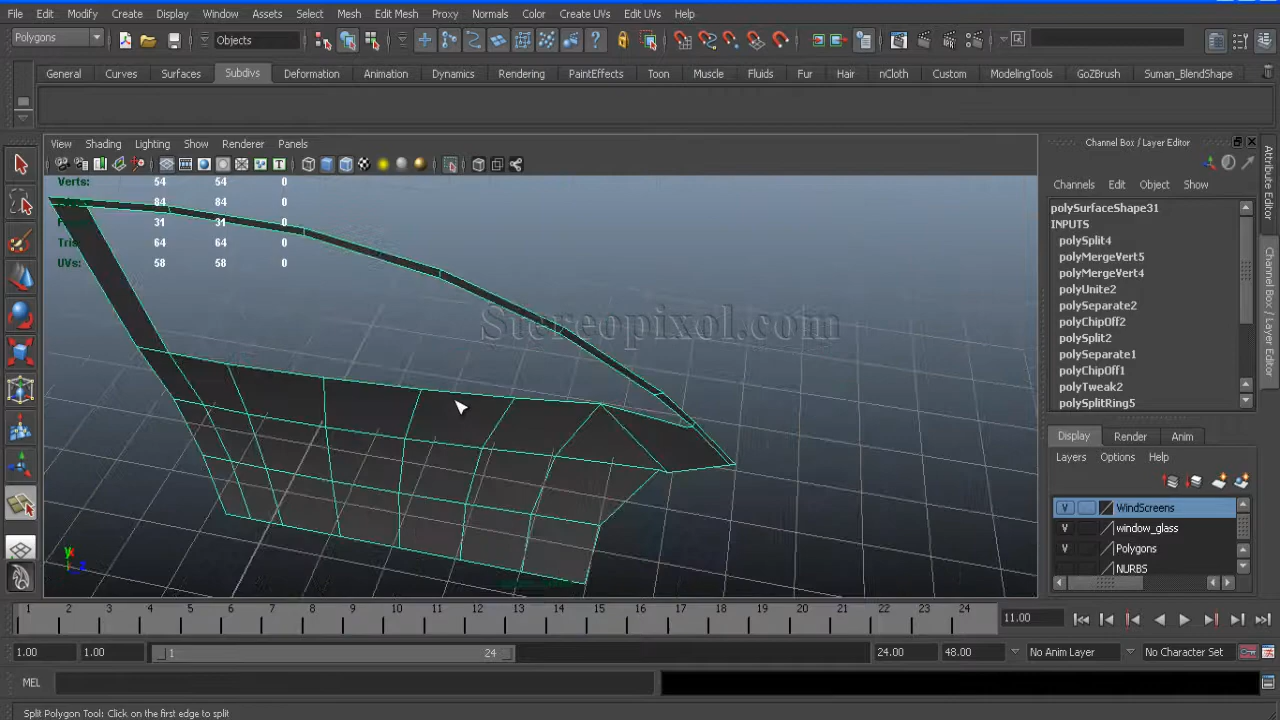 File Edit Modify Create Display Window Assets Select Mesh Edit Mesh Proxy Normals Color Create UVs Edit UVs Help
Polygons Objects
General Curves Surfaces Subdivs Deformation Animation Dynamics Rendering PaintEffects Toon Muscle Fluids Fur Hair nCloth Custom ModelingTools GoZBrush Suman_BlendShape
View Shading Lighting Show Renderer Panels
Channel Box / Layer Editor
Channels Edit Object Show
Attribute Editor
Channel Box / Layer Editor
Verts: 54 54 0
84 84 0
31 31 0
Tris: 64 64 0
UVs: 58 58 0
Stereopixol.com
polySurfaceShape31
INPUTS
polySplit4
polyMergeVert5
polyMergeVert4
polyUnite2
polySeparate2
polyChipOff2
polySplit2
polySeparate1
polyChipOff1
polyTweak2
polySplitRing5
Display Render Anim
Layers Options Help
V WindScreens
V window_glass
V Polygons
NURBS
y
1 2 3 4 5 6 7 8 9 10 11 12 13 14 15 16 17 18 19 20 21 22 23 24
11.00
1.00 1.00 1 24 24.00 48.00 No Anim Layer No Character Set
MEL
Split Polygon Tool: Click on the first edge to split